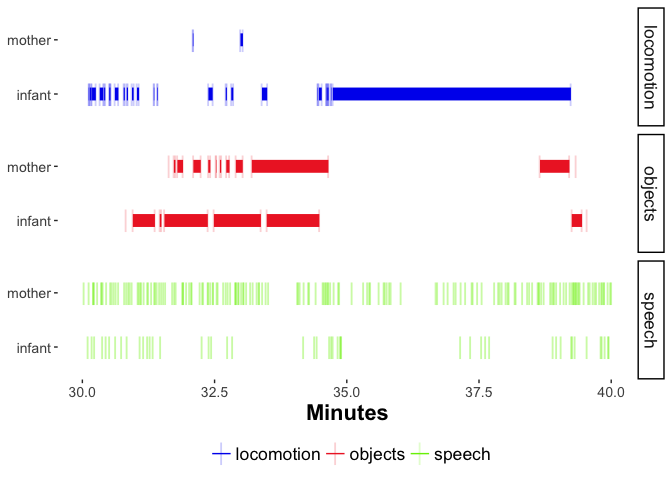 mother
infant
locomotion
mother
infant
objects
mother
infant
speech
30.0 32.5 35.0 37.5 40.0
Minutes
locomotion objects speech